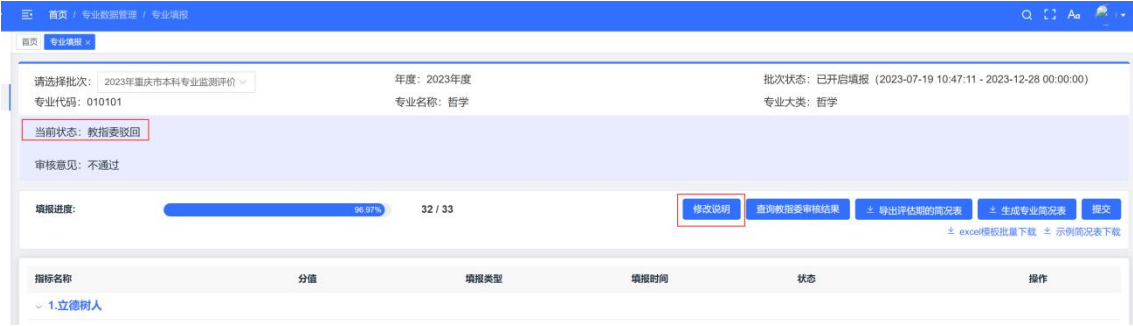 首页 / 专业数据管理 / 专业填报 Aa
首页 专业填报 ×
请选择批次: 2023年重庆市本科专业监测评价 年度: 2023年度 批次状态: 已开启填报 (2023-07-19 10:47:11 - 2023-12-28 00:00:00)
专业代码: 010101 专业名称: 哲学 专业大类: 哲学
当前状态: 教指委驳回
审核意见: 不通过
填报进度: 96.97% 32 / 33 修改说明 查询教指委审核结果 导出评估期的简况表 生成专业简况表 提交
excel模板批量下载 示例简况表下载
指标名称 分值 填报类型 填报时间 状态 操作
1.立德树人